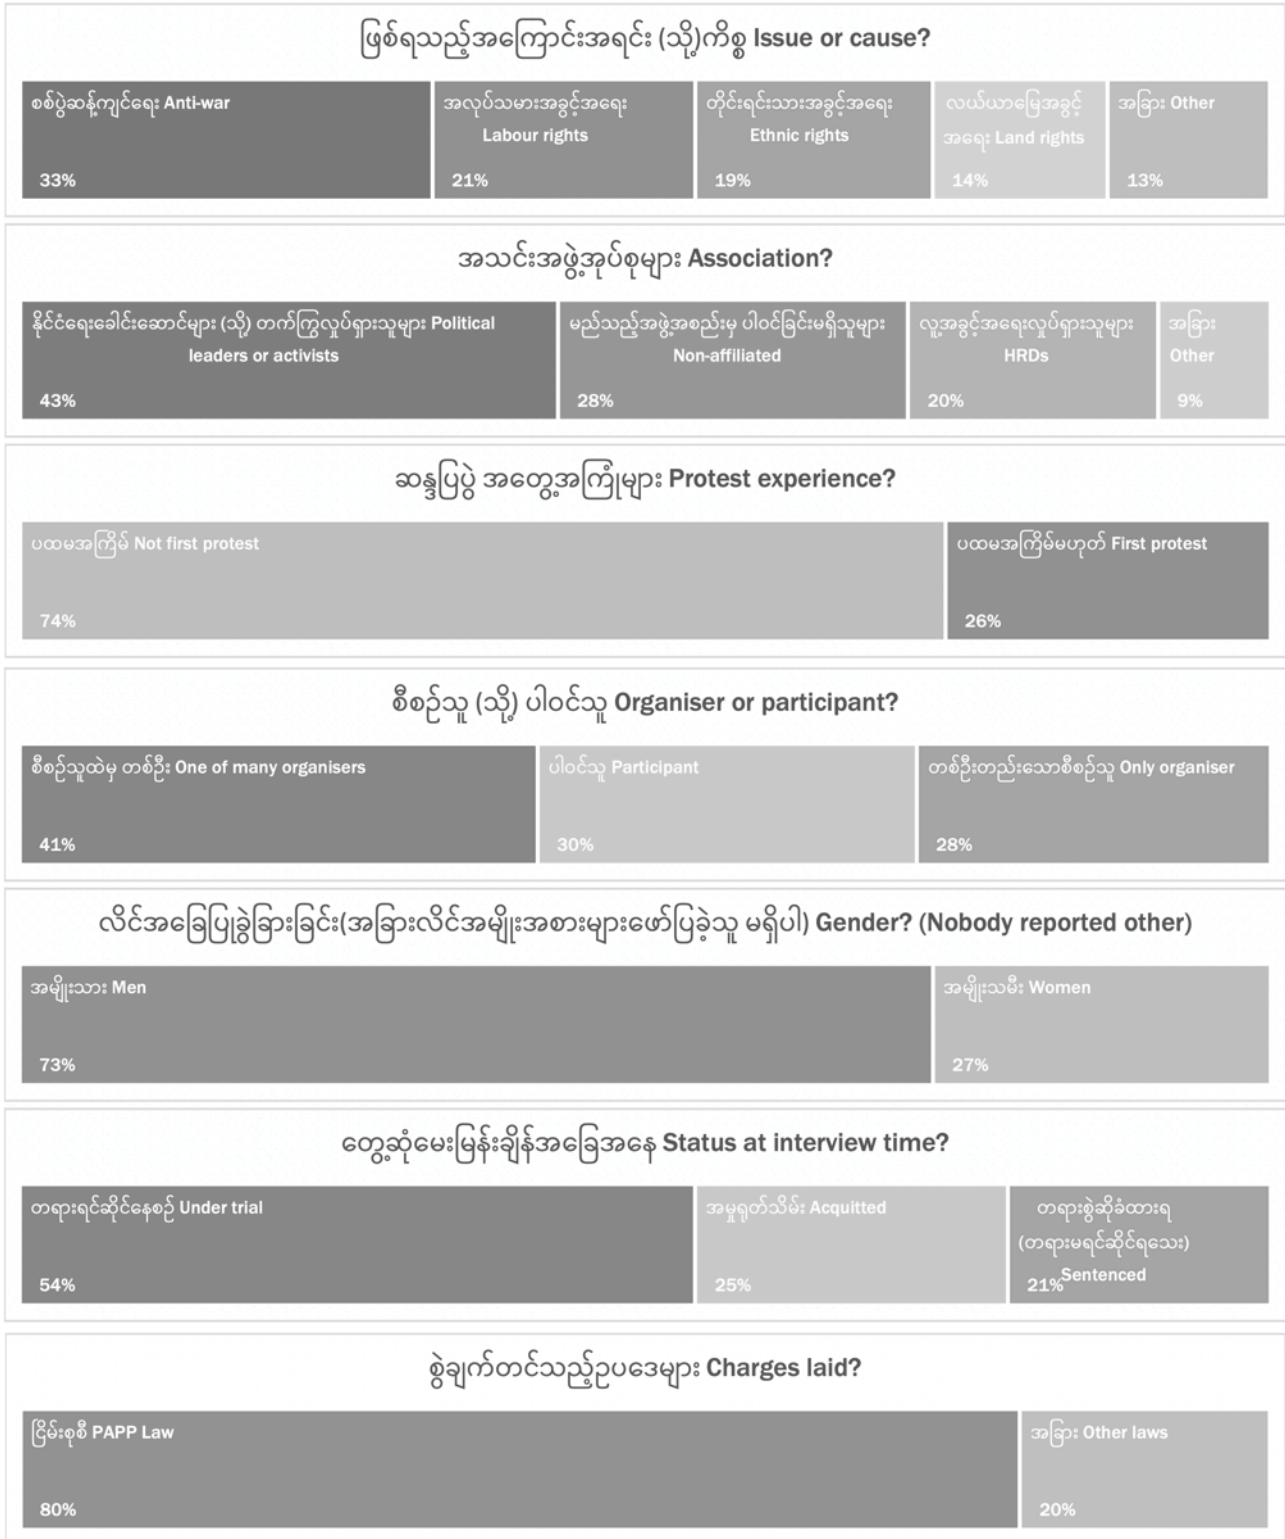 ဖြစ်ရသည့်အကြောင်းအရင်း (သို့)ကိစ္စ Issue or cause?
စစ်ပွဲဆန့်ကျင်ရေး Anti-war
33%
အလုပ်သမားအခွင့်အရေး
Labour rights
21%
တိုင်းရင်းသားအခွင့်အရေး
Ethnic rights
19%
လယ်ယာမြေအခွင့်
အရေး Land rights
14%
အခြား Other
13%
အသင်းအဖွဲ့အုပ်စုများ Association?
နိုင်ငံရေးခေါင်းဆောင်များ (သို့) တက်ကြွလှုပ်ရှားသူများ Political
leaders or activists
43%
မည်သည့်အဖွဲ့အစည်းမှ ပါဝင်ခြင်းမရှိသူများ
Non-affiliated
28%
လူ့အခွင့်အရေးလှုပ်ရှားသူများ
HRDs
20%
အခြား
Other
9%
ဆန္ဒပြပွဲ အတွေ့အကြုံများ Protest experience?
ပထမအကြိမ် Not first protest
74%
ပထမအကြိမ်မဟုတ် First protest
26%
စီစဉ်သူ (သို့) ပါဝင်သူ Organiser or participant?
စီစဉ်သူထဲမှ တစ်ဦး One of many organisers
41%
ပါဝင်သူ Participant
30%
တစ်ဦးတည်းသောစီစဉ်သူ Only organiser
28%
လိင်အခြေပြုခွဲခြားခြင်း(အခြားလိင်အမျိုးအစားများဖော်ပြခဲ့သူ မရှိပါ) Gender? (Nobody reported other)
အမျိုးသား Men
73%
အမျိုးသမီး Women
27%
တွေ့ဆုံမေးမြန်းချိန်အခြေအနေ Status at interview time?
တရားရင်ဆိုင်နေစဉ် Under trial
54%
အမှုရုတ်သိမ်း Acquitted
25%
တရားစွဲဆိုခံထားရ
(တရားမရင်ဆိုင်ရသေး)
Sentenced
21%
စွဲချက်တင်သည့်ဥပဒေများ Charges laid?
ငြိမ်းစုစီ PAPP Law
80%
အခြား Other laws
20%